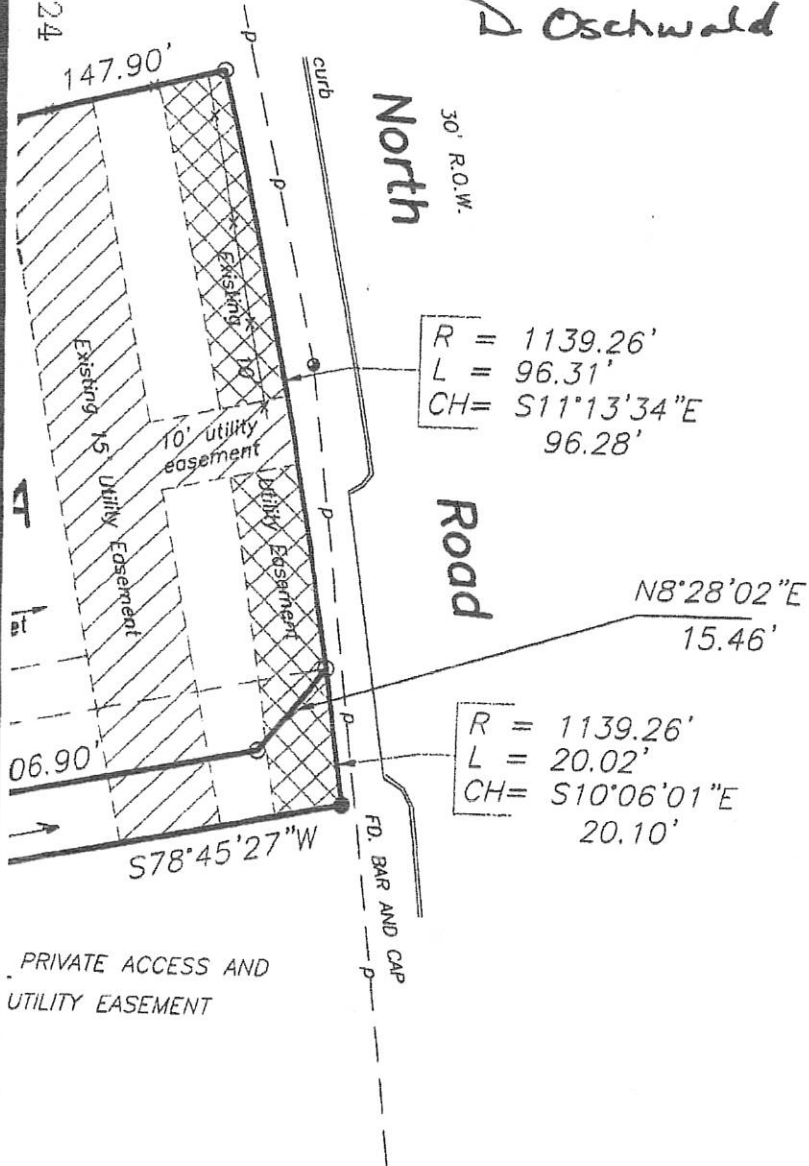 D Oschwald
24
147.90'
curb
30' R.O.W.
North
Road
R = 1139.26'
L = 96.31'
CH= S11°13'34"E
96.28'
Existing 10'
Utility Easement
10' utility
easement
Existing 15' Utility Easement
N8°28'02"E
15.46'
R = 1139.26'
L = 20.02'
CH= S10°06'01"E
20.10'
06.90'
S78°45'27"W
FD. BAR AND CAP
PRIVATE ACCESS AND
UTILITY EASEMENT
p
p
p
p
p
p